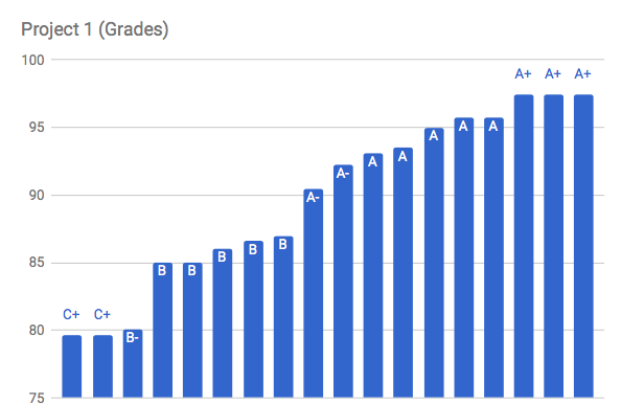 Project 1 (Grades)
100
A+ A+ A+
95
A A A
A A
A-
90
A-
B B B
85
B B
C+ C+
80
B-
75